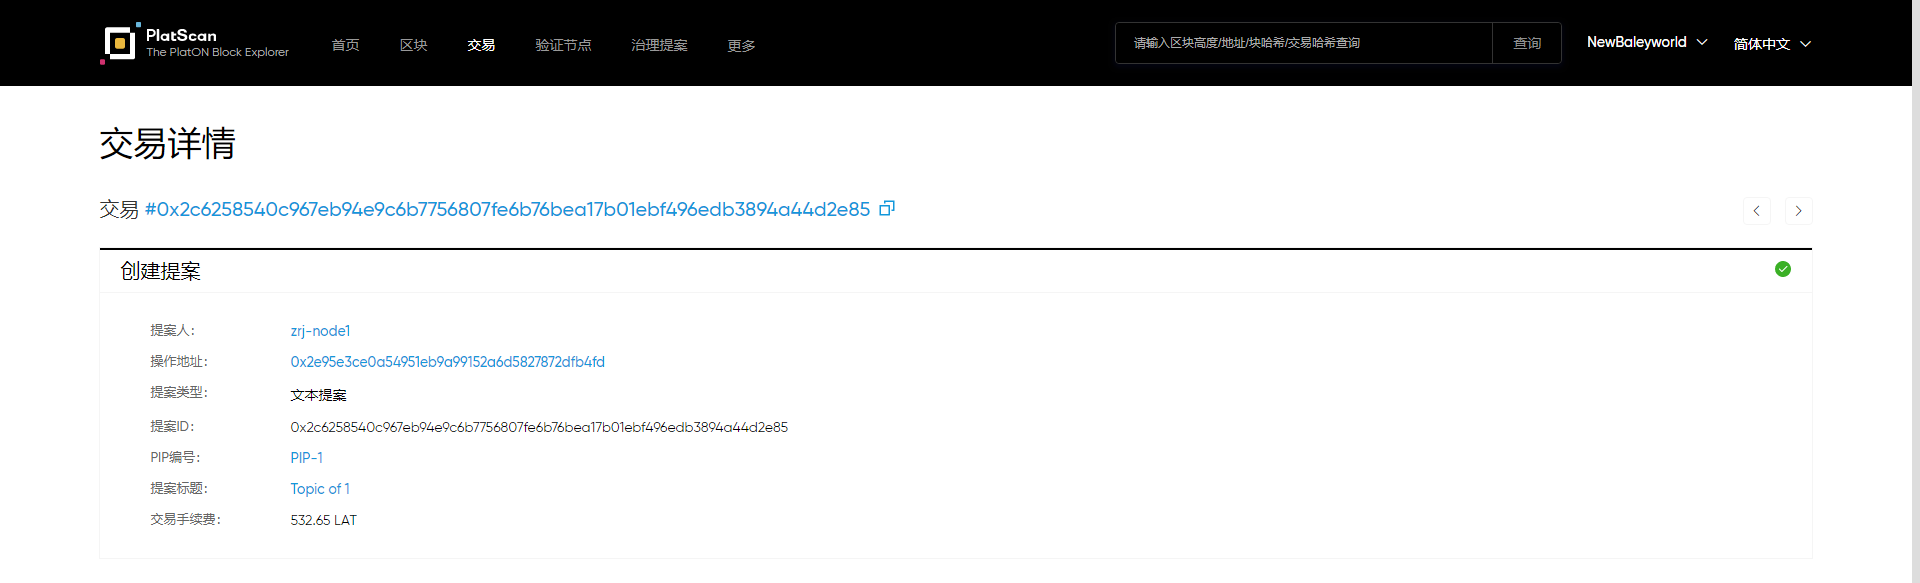 PlatScan
The PlatON Block Explorer
首页 区块 交易 验证节点 治理提案 更多
请输入区块高度/地址/块哈希/交易哈希查询 查询 NewBaleyworld 简体中文
交易详情
交易 #0x2c6258540c967eb94e9c6b7756807fe6b76bea17b01ebf496edb3894a44d2e85
创建提案
提案人: zrj-node1
操作地址: 0x2e95e3ce0a54951eb9a99152a6d5827872dfb4fd
提案类型: 文本提案
提案ID: 0x2c6258540c967eb94e9c6b7756807fe6b76bea17b01ebf496edb3894a44d2e85
PIP编号: PIP-1
提案标题: Topic of 1
交易手续费: 532.65 LAT